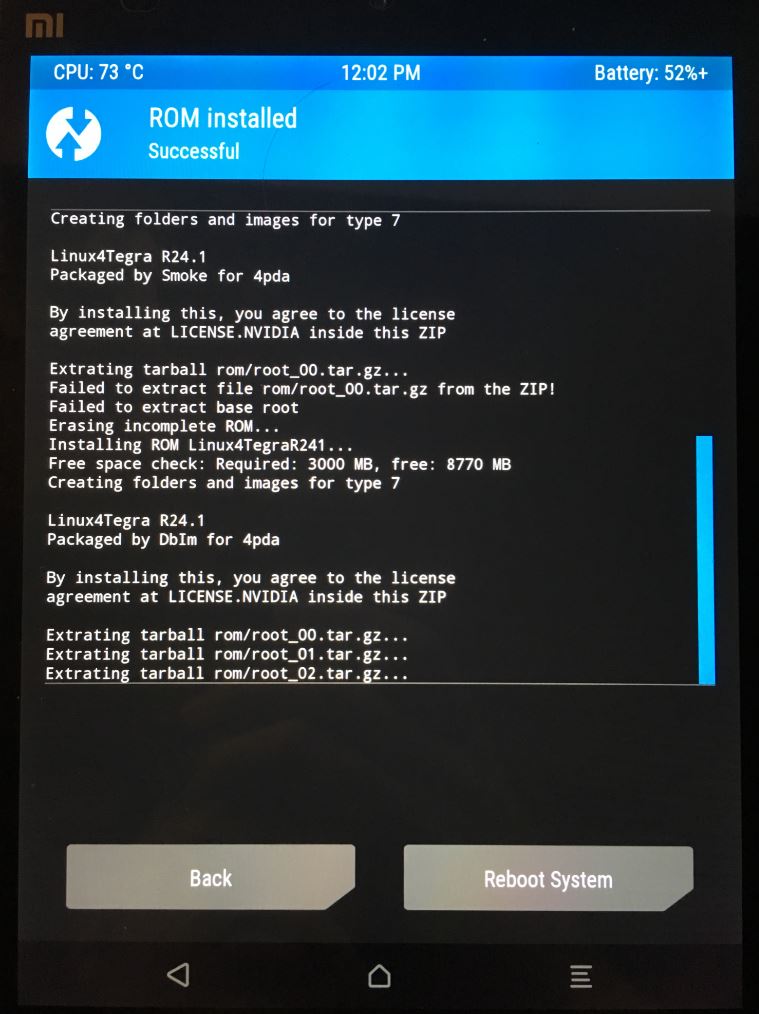 mi
CPU: 73 °C 12:02 PM Battery: 52%+
ROM installed
Successful
Creating folders and images for type 7
Linux4Tegra R24.1
Packaged by Smoke for 4pda
By installing this, you agree to the license
agreement at LICENSE.NVIDIA inside this ZIP
Extrating tarball rom/root_00.tar.gz...
Failed to extract file rom/root_00.tar.gz from the ZIP!
Failed to extract base root
Erasing incomplete ROM...
Installing ROM Linux4TegraR241...
Free space check: Required: 3000 MB, free: 8770 MB
Creating folders and images for type 7
Linux4Tegra R24.1
Packaged by DbIm for 4pda
By installing this, you agree to the license
agreement at LICENSE.NVIDIA inside this ZIP
Extrating tarball rom/root_00.tar.gz...
Extrating tarball rom/root_01.tar.gz...
Extrating tarball rom/root_02.tar.gz...
Back Reboot System